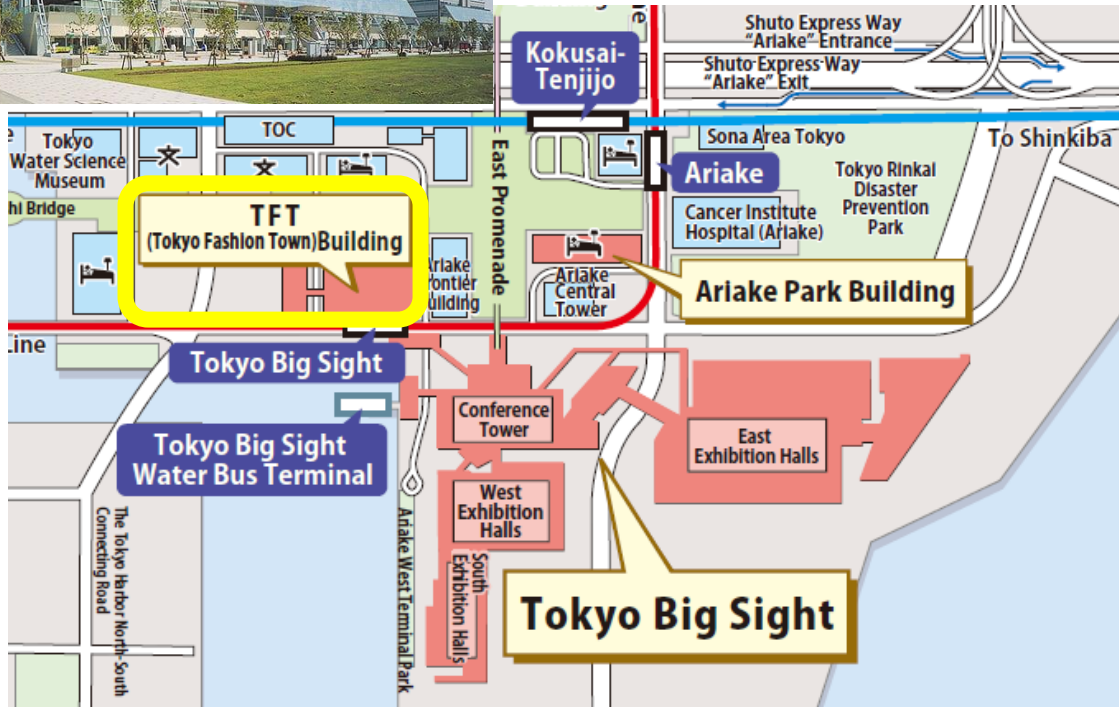 Shuto Express Way
"Ariake" Entrance
Kokusai-
Tenjijo
Shuto Express Way
"Ariake" Exit
TOC
Tokyo
Water Science
Museum
Sona Area Tokyo
To Shinkiba
East Promenade
Ariake
Tokyo Rinkai
Disaster
Prevention
Park
hi Bridge
TFT
(Tokyo Fashion Town)Building
Cancer Institute
Hospital (Ariake)
Ariake
rontier
uilding
Ariake
Central
Tower
Ariake Park Building
Line
Tokyo Big Sight
Conference
Tower
East
Exhibition Halls
Tokyo Big Sight
Water Bus Terminal
West
Exhibition
Halls
The Tokyo Harbor North-South
Connecting Road
Ariake West Terminal Park
South
Exhibition Halls
Tokyo Big Sight